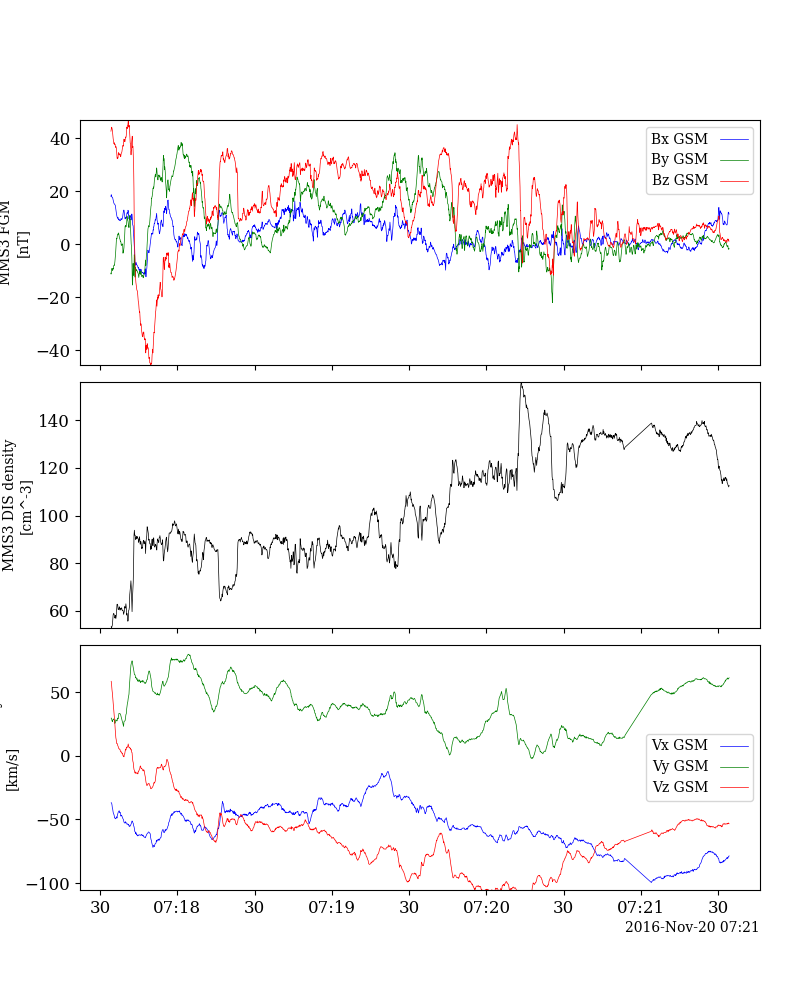 40
20
0
−20
−40
MMS3 FGM
[nT]
Bx GSM
By GSM
Bz GSM
140
120
100
80
60
MMS3 DIS density
[cm^-3]
50
0
−50
−100
[km/s]
Vx GSM
Vy GSM
Vz GSM
30 07:18 30 07:19 30 07:20 30 07:21 30
2016-Nov-20 07:21